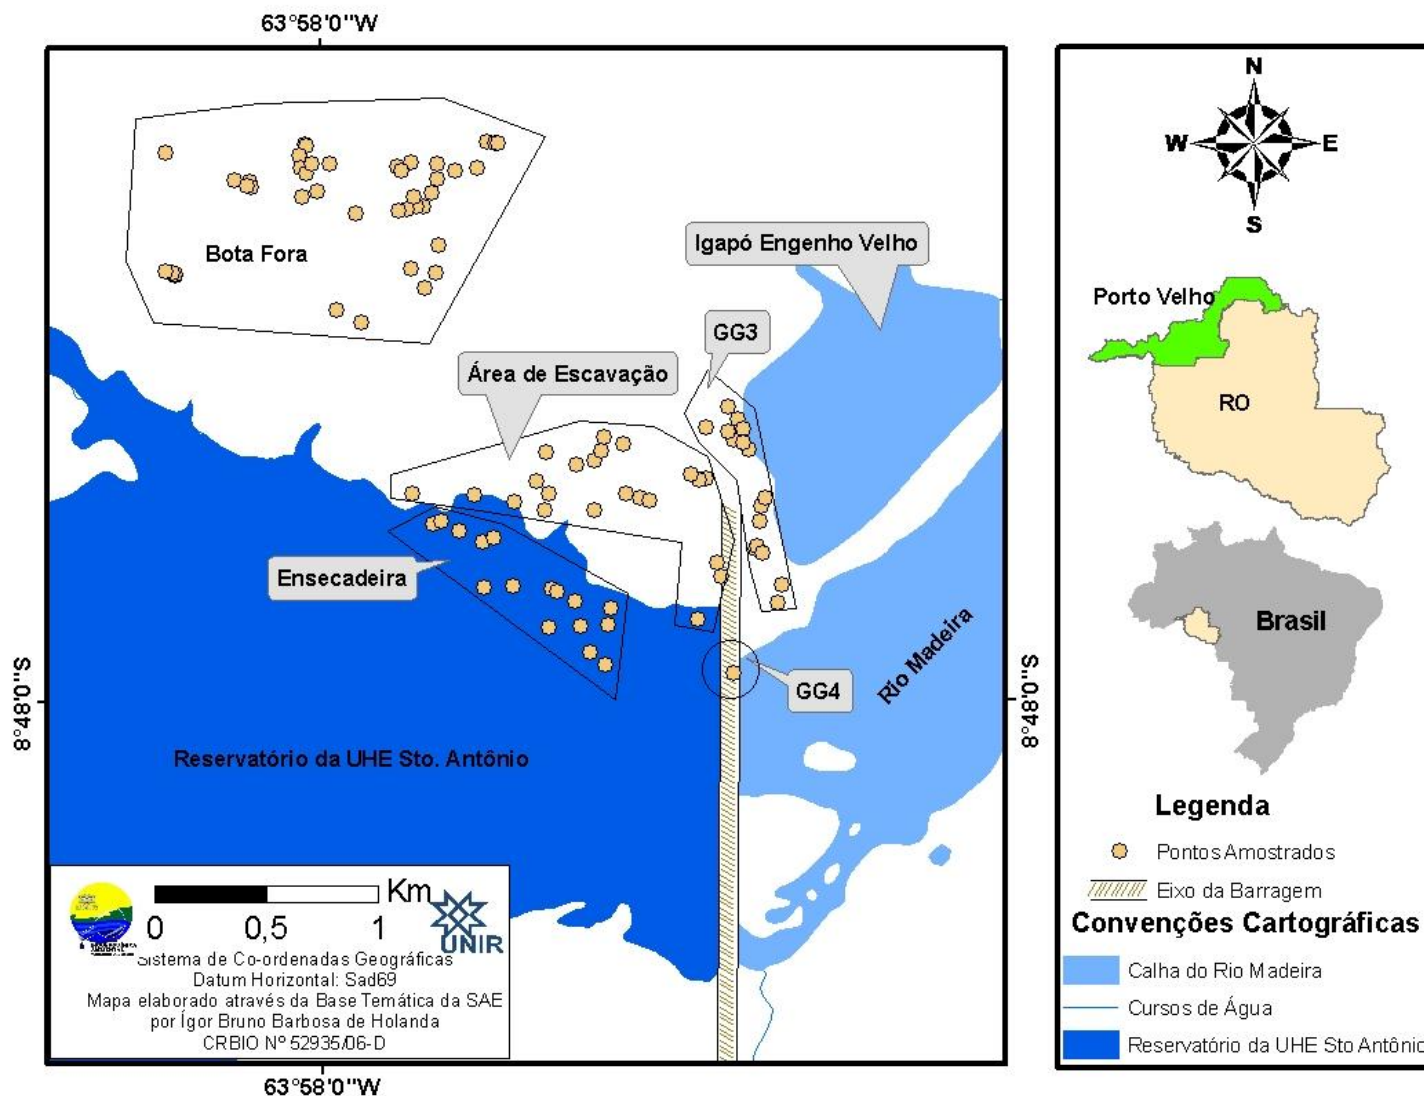 63°58'0"W
Bota Fora
Igapó Engenho Velho
GG3
Área de Escavação
Ensecadeira
GG4
Rio Madeira
Reservatório da UHE Sto. Antônio
8°48'0"S
8°48'0"S
Km
0 0,5 1
UNIR
Sistema de Co-ordenadas Geográficas
Datum Horizontal: Sad69
Mapa elaborado através da Base Temática da SAE
por Ígor Bruno Barbosa de Holanda
CRBIO Nº 52935/06-D
63°58'0"W
N
W E
S
Porto Velho
RO
Brasil
Legenda
Pontos Amostrados
Eixo da Barragem
Convenções Cartográficas
Calha do Rio Madeira
Cursos de Água
Reservatório da UHE Sto Antônio